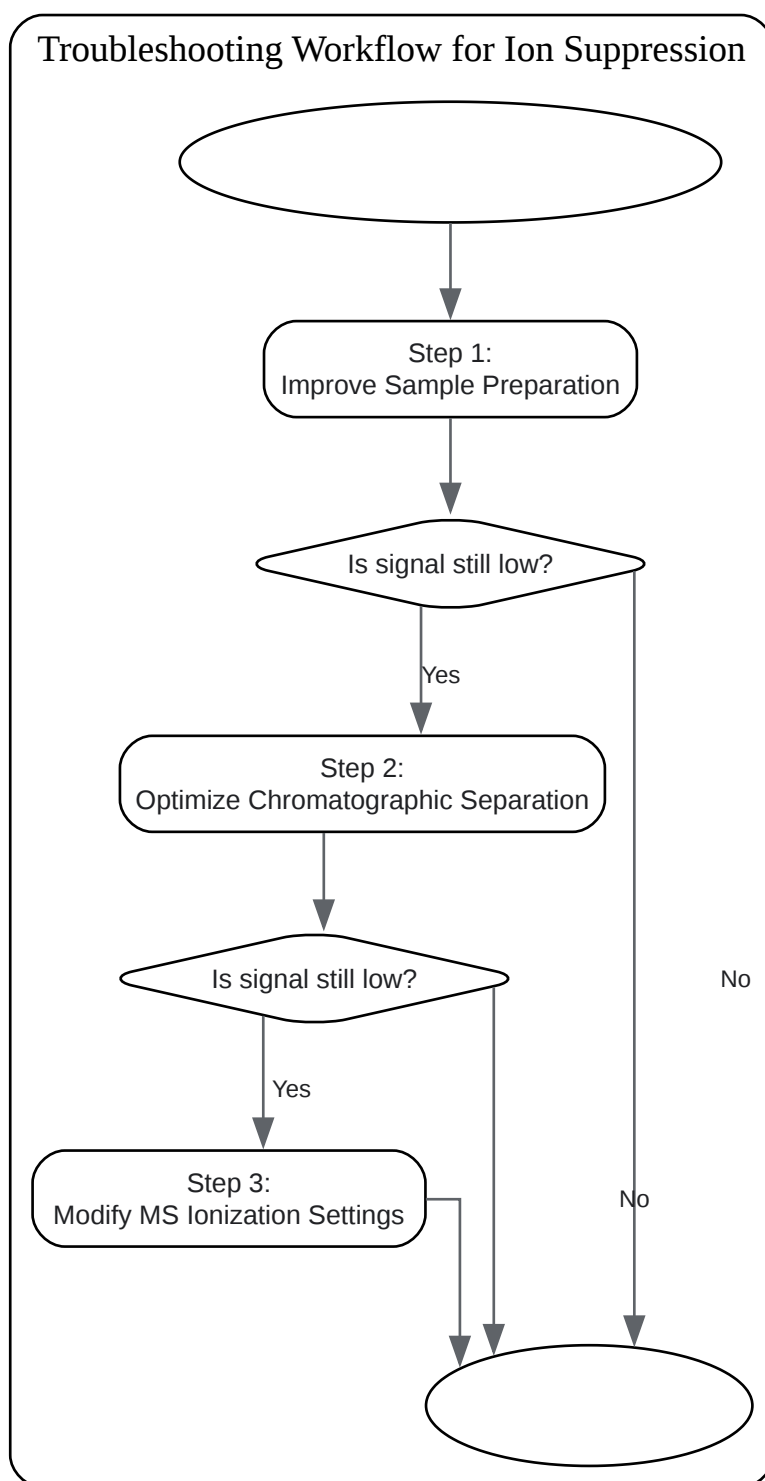 Troubleshooting Workflow for Ion Suppression
Step 1:
Improve Sample Preparation
Is signal still low?
Yes
Step 2:
Optimize Chromatographic Separation
Is signal still low?
No
Yes
Step 3:
Modify MS Ionization Settings
No